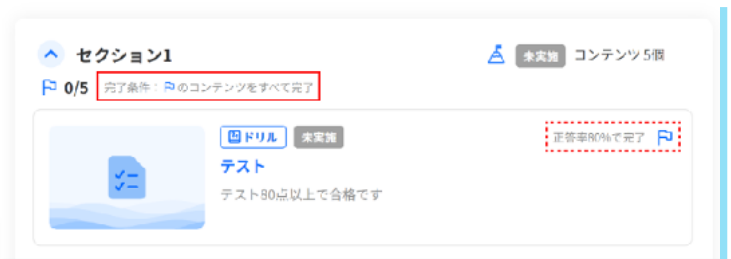 セクション1
未実施 コンテンツ5個
0/5 完了条件：のコンテンツをすべて完了
ドリル 未実施 正答率80%で完了
テスト
テスト80点以上で合格です